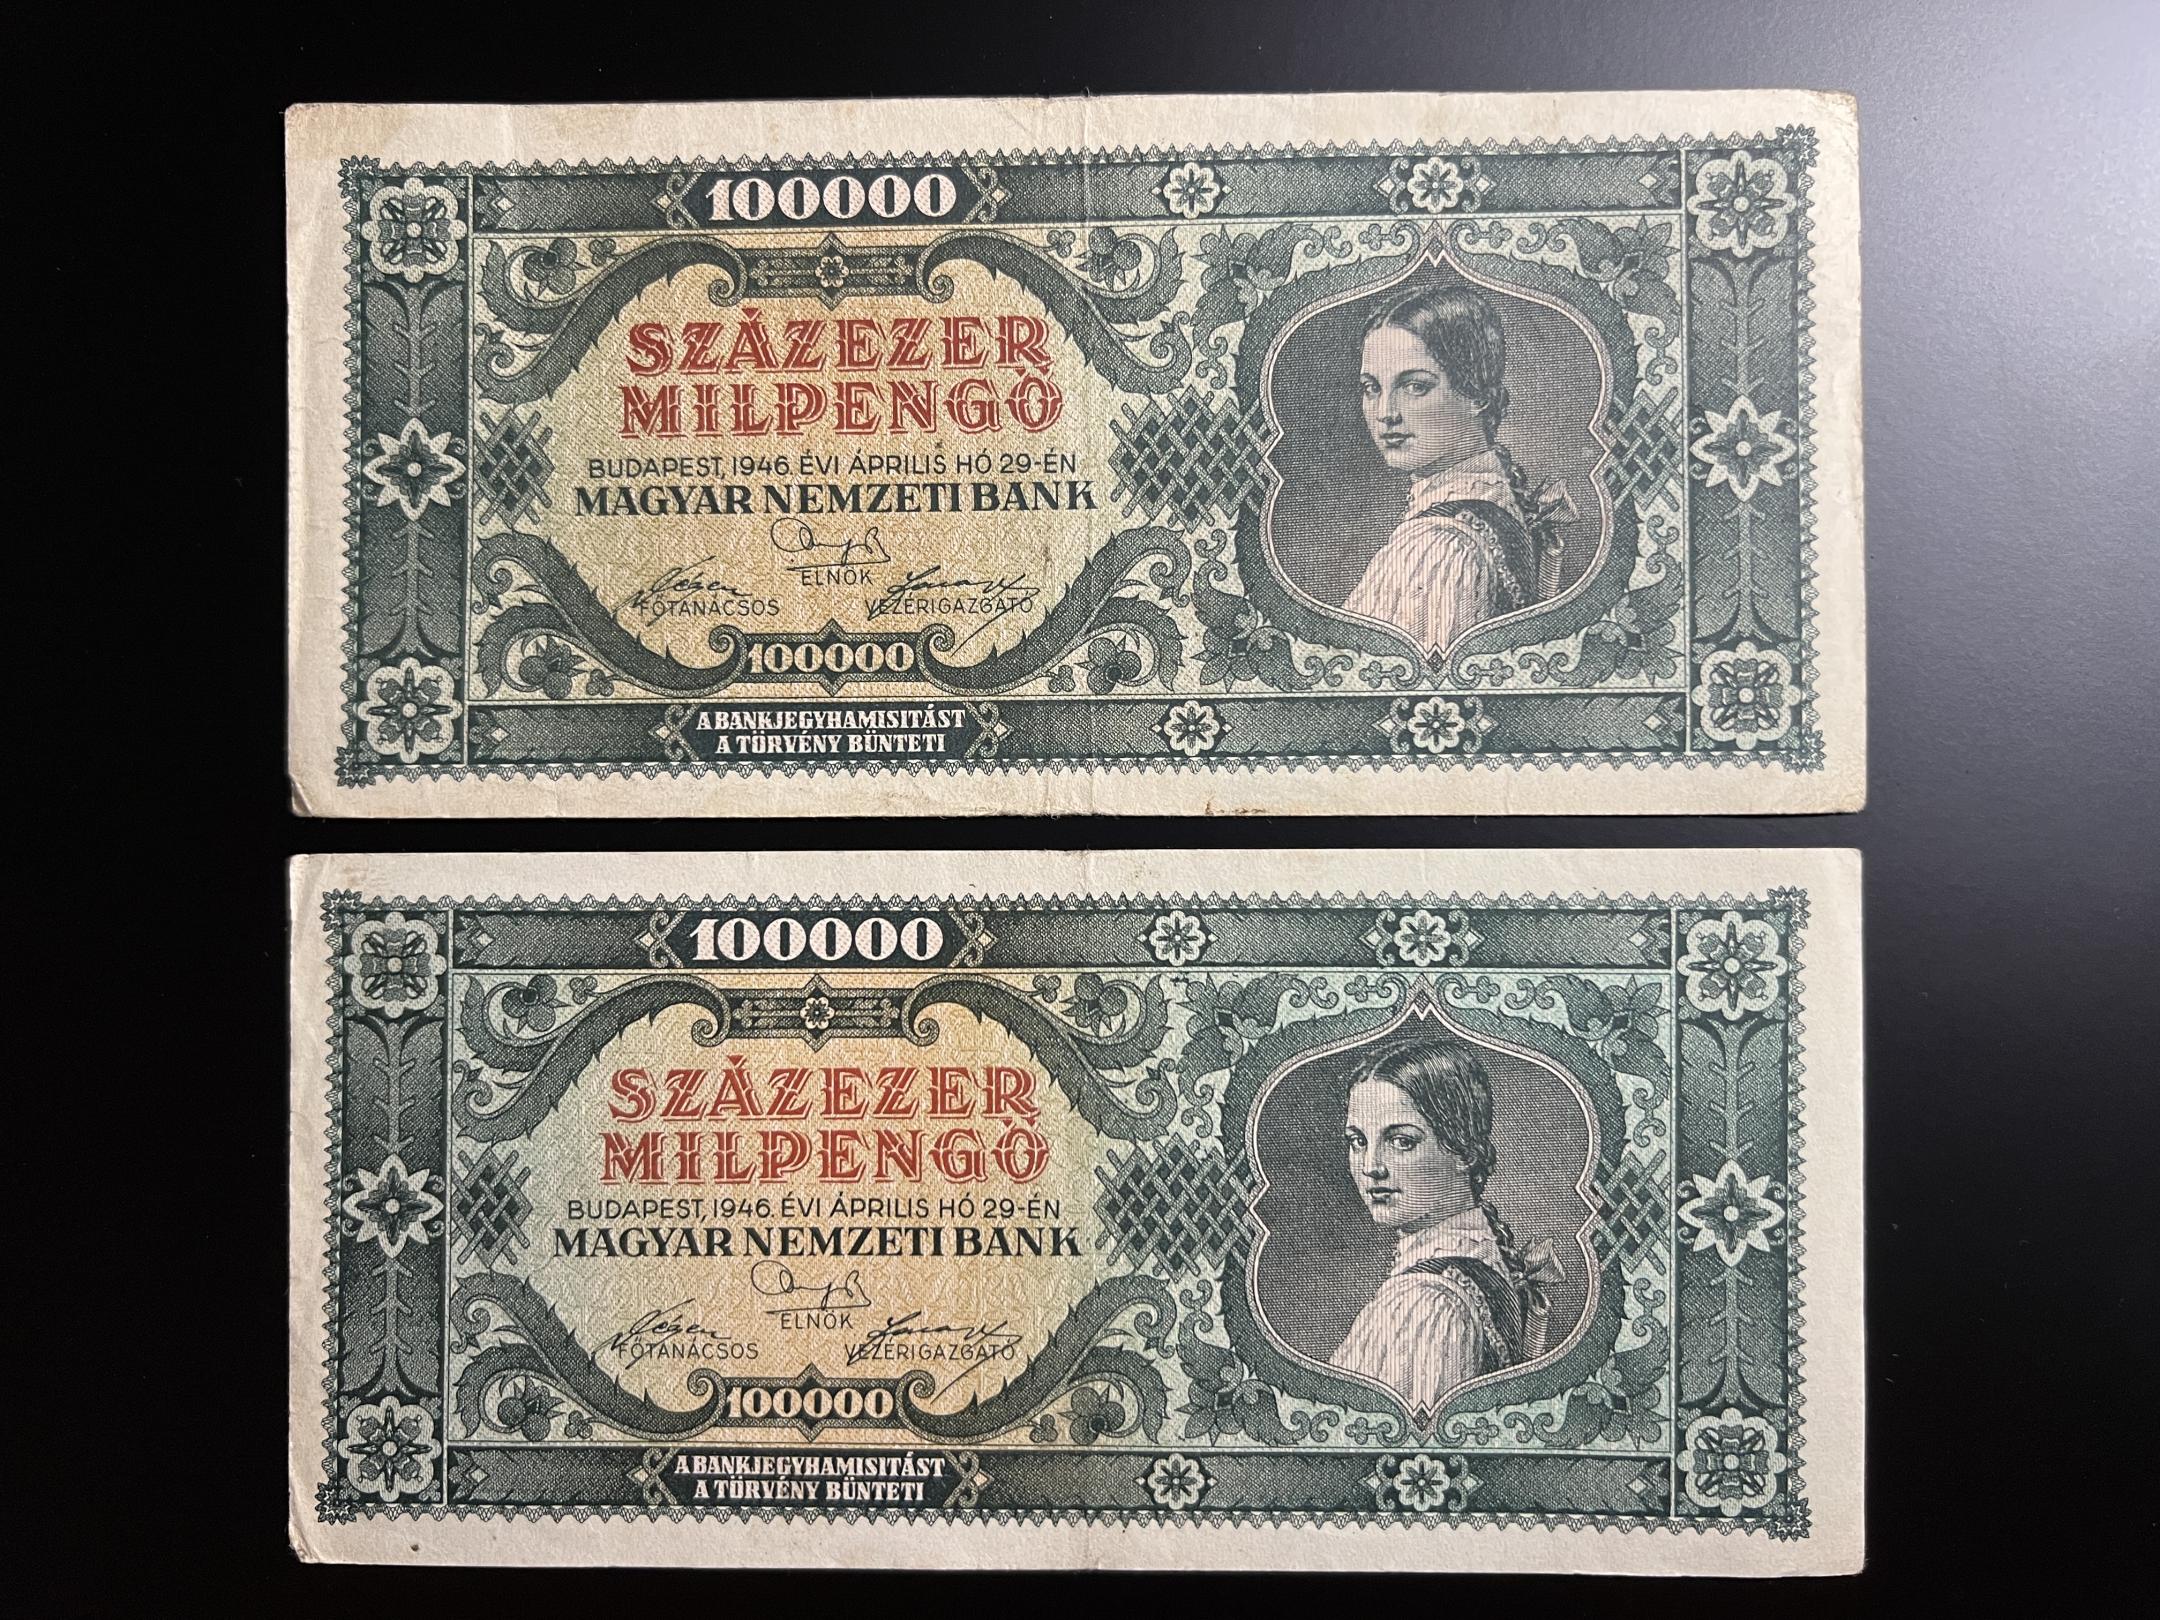 100000
SZÁZEZER
MILPENGŐ
BUDAPEST, 1946. ÉVI ÁPRILIS HÓ 29-ÉN
MAGYAR NEMZETI BANK
ELNÖK
FŐTANÁCSOS VEZÉRIGAZGATÓ
100000
A BANKJEGYHAMISITÁST
A TÖRVÉNY BÜNTETI
100000
SZÁZEZER
MILPENGŐ
BUDAPEST, 1946. ÉVI ÁPRILIS HÓ 29-ÉN
MAGYAR NEMZETI BANK
ELNÖK
FŐTANÁCSOS VEZÉRIGAZGATÓ
100000
A BANKJEGYHAMISITÁST
A TÖRVÉNY BÜNTETI